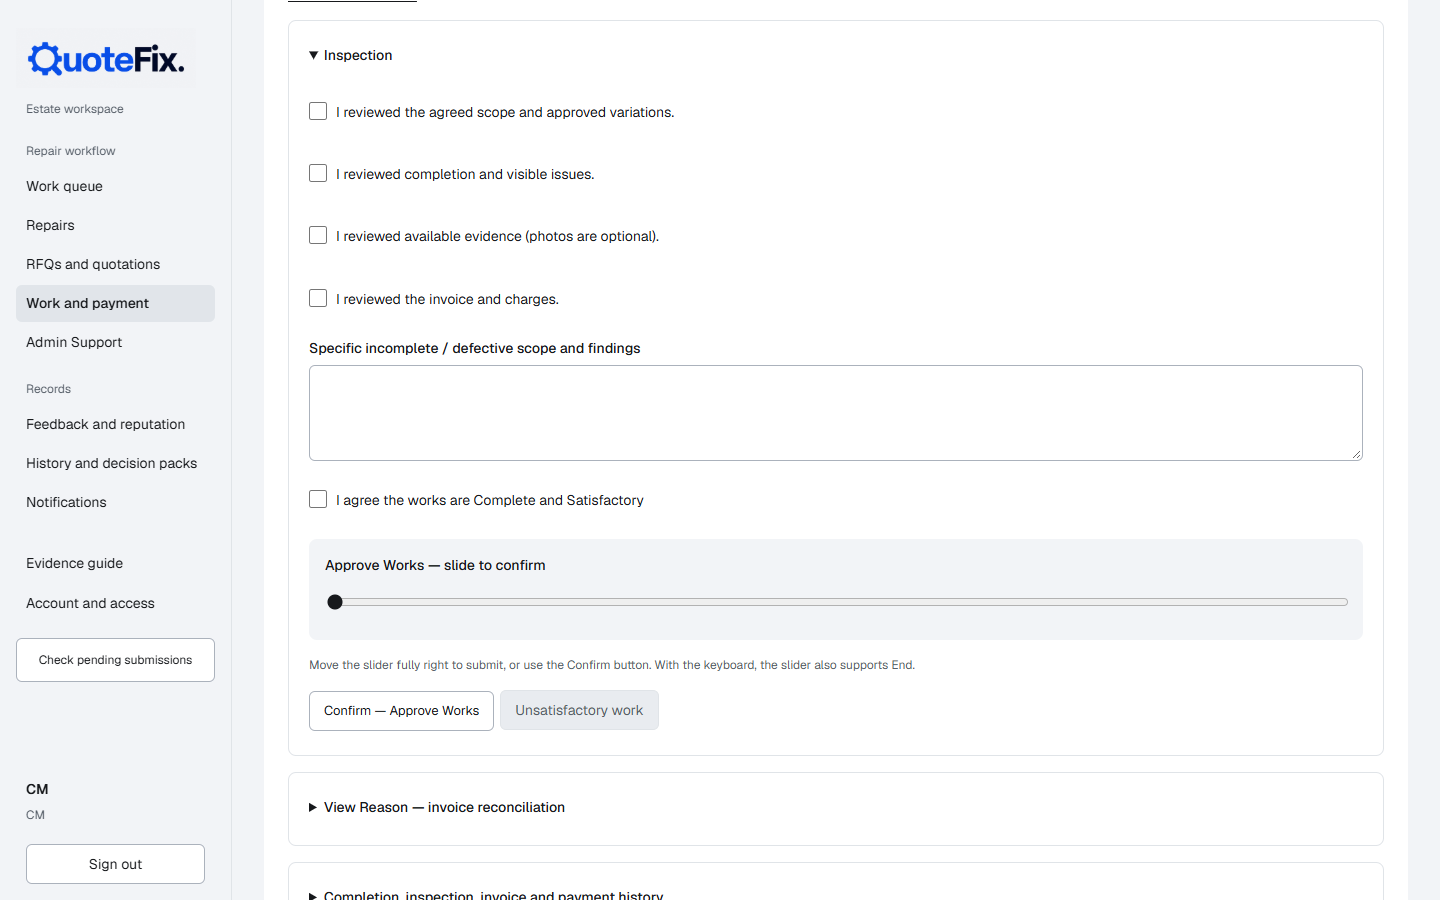 QuoteFix.
Estate workspace
Repair workflow
Work queue
Repairs
RFQs and quotations
Work and payment
Admin Support
Records
Feedback and reputation
History and decision packs
Notifications
Evidence guide
Account and access
Check pending submissions
CM
CM
Sign out
▼ Inspection
I reviewed the agreed scope and approved variations.
I reviewed completion and visible issues.
I reviewed available evidence (photos are optional).
I reviewed the invoice and charges.
Specific incomplete / defective scope and findings
I agree the works are Complete and Satisfactory
Approve Works — slide to confirm
Move the slider fully right to submit, or use the Confirm button. With the keyboard, the slider also supports End.
Confirm — Approve Works
Unsatisfactory work
▶ View Reason — invoice reconciliation
▶ Completion, inspection, invoice and payment history